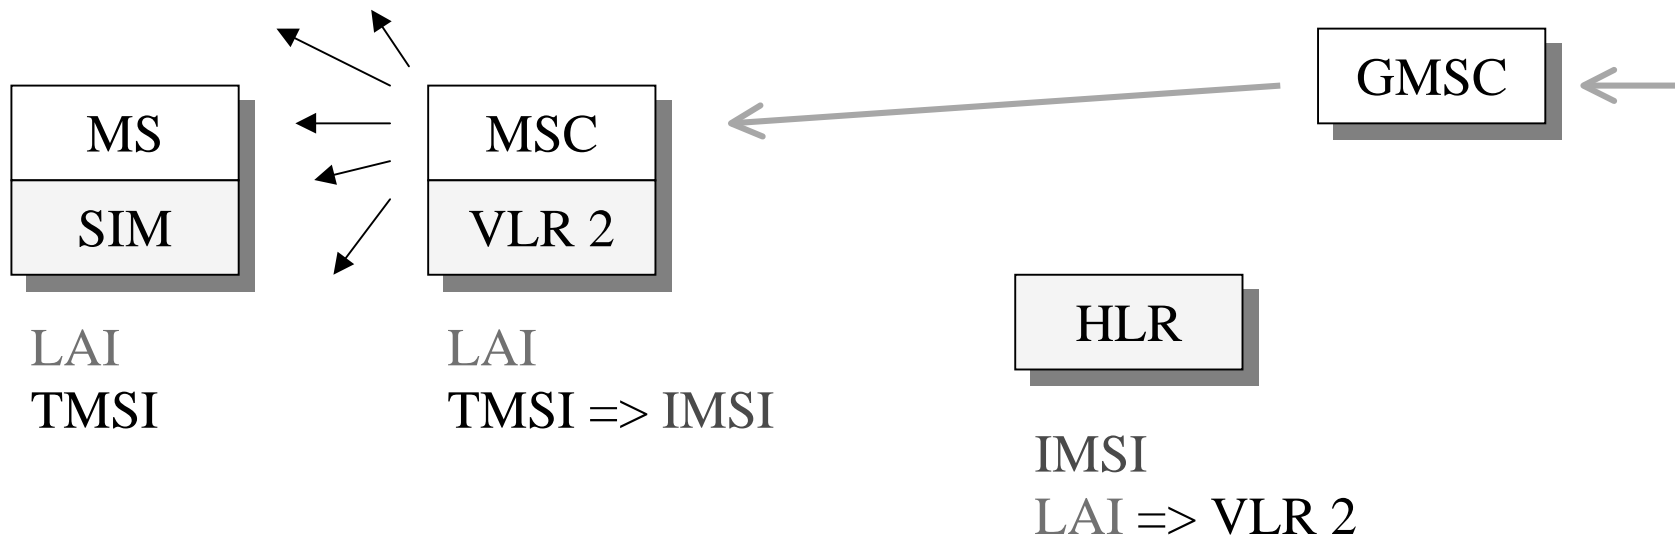 GMSC
MS
MSC
SIM
VLR 2
HLR
LAI
LAI
TMSI
TMSI => IMSI
IMSI
LAI => VLR 2